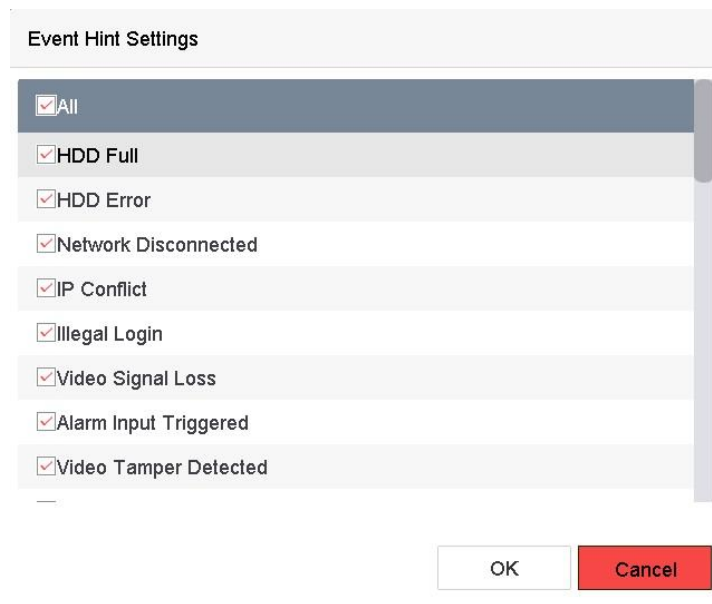 Event Hint Settings
All
HDD Full
HDD Error
Network Disconnected
IP Conflict
Illegal Login
Video Signal Loss
Alarm Input Triggered
Video Tamper Detected
OK
Cancel